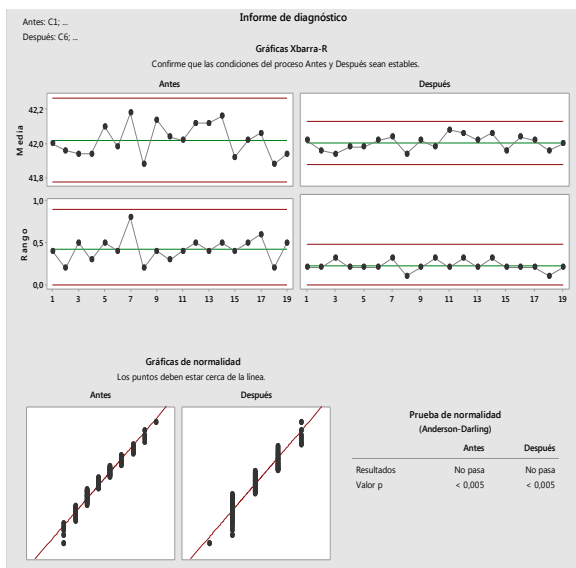 Informe de diagnóstico
Antes: C1; ...
Después: C6; ...
Gráficas Xbarra-R
Confirme que las condiciones del proceso Antes y Después sean estables.
Antes
Después
Media
42,2
42,0
41,8
Rango
1,0
0,5
0,0
1 3 5 7 9 11 13 15 17 19
1 3 5 7 9 11 13 15 17 19
Gráficas de normalidad
Los puntos deben estar cerca de la línea.
Antes
Después
Prueba de normalidad
(Anderson-Darling)
Antes Después
Resultados No pasa No pasa
Valor p < 0,005 < 0,005